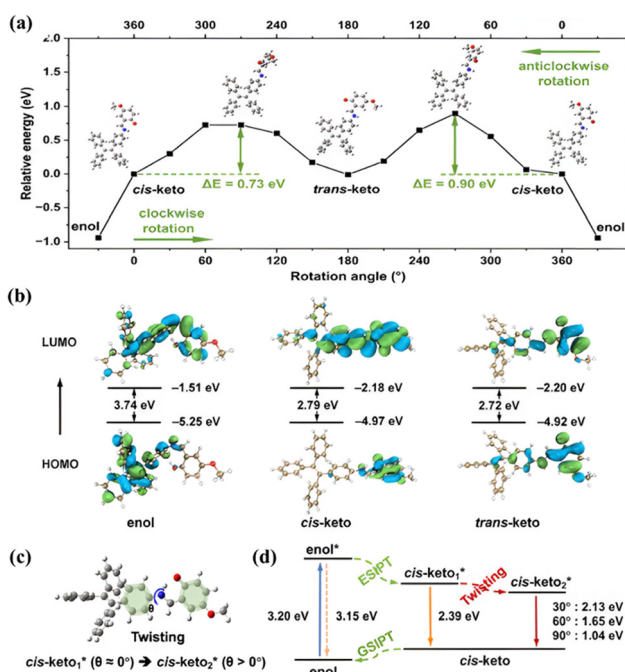 (a)
360 300 240 180 120 60 0
2.0
1.5
1.0
0.5
0.0
−0.5
−1.0
Relative energy (eV)
anticlockwise
rotation
cis-keto
ΔE = 0.73 eV
trans-keto
ΔE = 0.90 eV
cis-keto
enol
clockwise
rotation
enol
0 60 120 180 240 300 360
Rotation angle (°)
(b)
LUMO
−1.51 eV
−2.18 eV
−2.20 eV
3.74 eV
2.79 eV
2.72 eV
−5.25 eV
−4.97 eV
−4.92 eV
HOMO
enol
cis-keto
trans-keto
(c)
θ
Twisting
cis-keto₁* (θ ≈ 0°) → cis-keto₂* (θ > 0°)
(d)
enol*
ESIPT
cis-keto₁*
Twisting
cis-keto₂*
3.20 eV
3.15 eV
2.39 eV
30° : 2.13 eV
60° : 1.65 eV
90° : 1.04 eV
GSIPT
cis-keto
enol